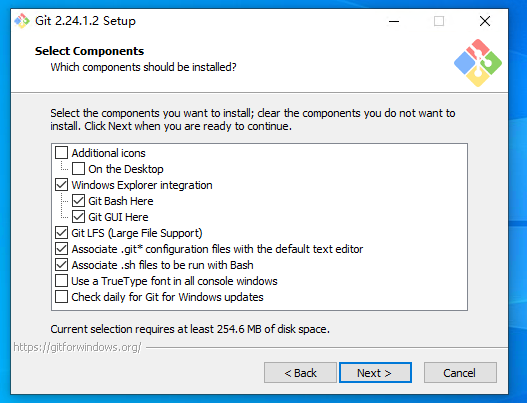 Git 2.24.1.2 Setup
Select Components
Which components should be installed?
Select the components you want to install; clear the components you do not want to
install. Click Next when you are ready to continue.
Additional icons
On the Desktop
Windows Explorer integration
Git Bash Here
Git GUI Here
Git LFS (Large File Support)
Associate .git* configuration files with the default text editor
Associate .sh files to be run with Bash
Use a TrueType font in all console windows
Check daily for Git for Windows updates
Current selection requires at least 254.6 MB of disk space.
https://gitforwindows.org/
< Back Next > Cancel